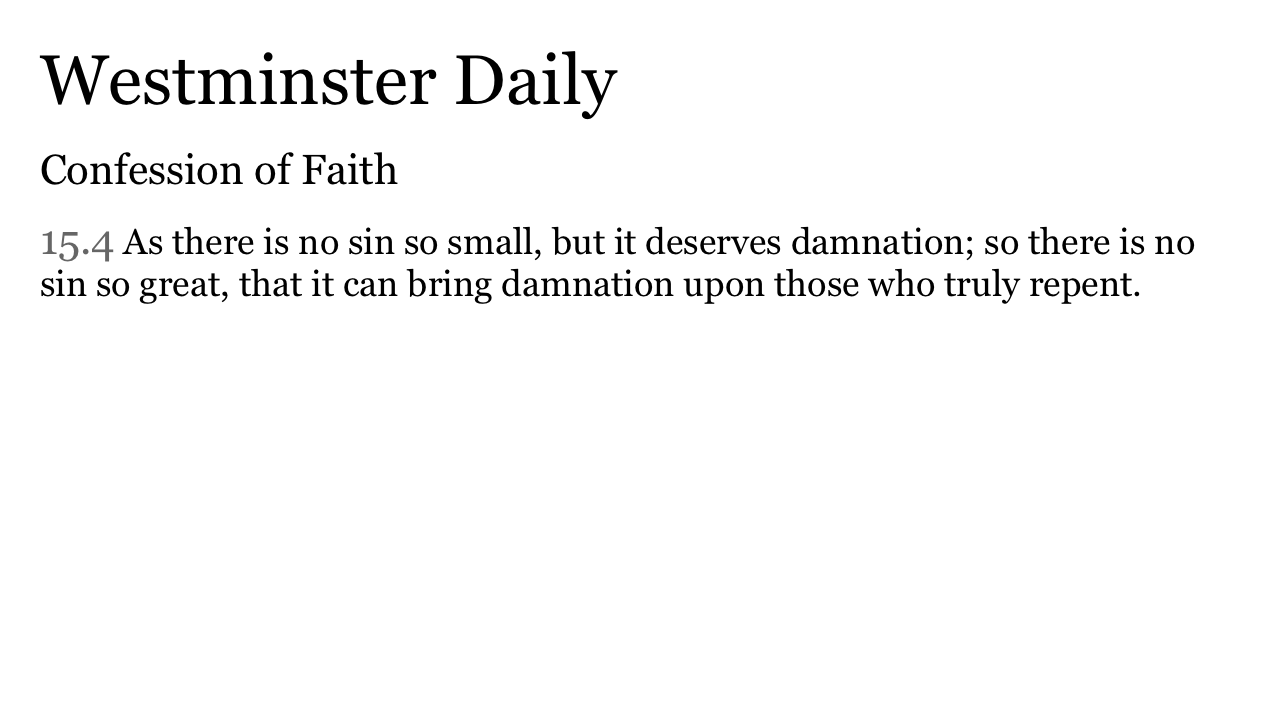 Westminster Daily
Confession of Faith
15.4 As there is no sin so small, but it deserves damnation; so there is no
sin so great, that it can bring damnation upon those who truly repent.